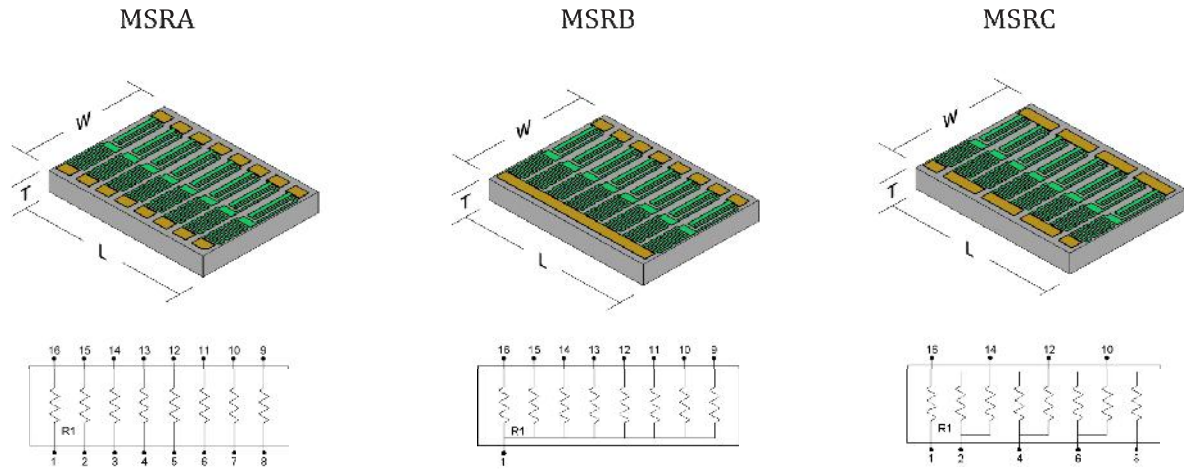 MSRA MSRB MSRC
W W W
T T T
L L L
16 15 14 13 12 11 10 9
R1
1 2 3 4 5 6 7 8
16 15 14 13 12 11 10 9
R1
1
16 14 12 10
R1
1 2 4 6 8